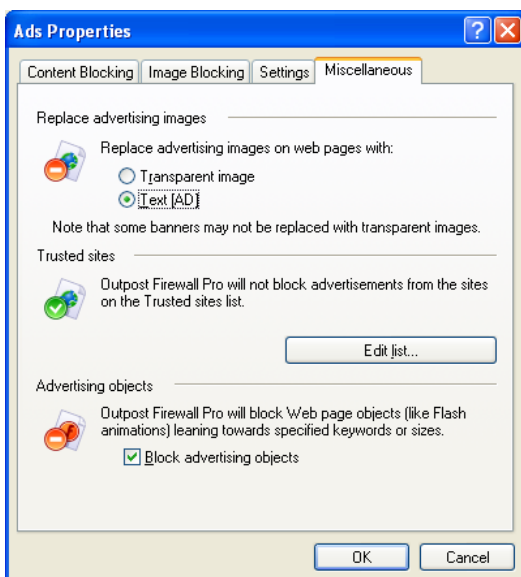 Ads Properties
Content Blocking Image Blocking Settings Miscellaneous
Replace advertising images
Replace advertising images on web pages with:
Transparent image
Text [AD]
Note that some banners may not be replaced with transparent images.
Trusted sites
Outpost Firewall Pro will not block advertisements from the sites
on the Trusted sites list.
Edit list...
Advertising objects
Outpost Firewall Pro will block Web page objects (like Flash
animations) leaning towards specified keywords or sizes.
Block advertising objects
OK Cancel